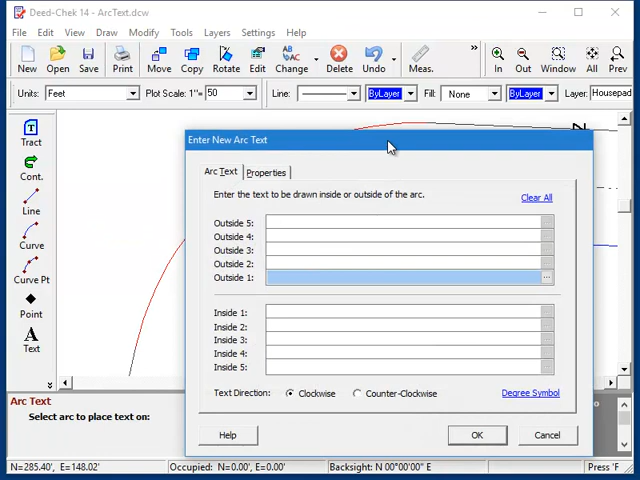 Deed-Chek 14 - ArcText.dcw
File Edit View Draw Modify Tract Layers Settings Help
New Open Save Print Move Copy Rotate Edit Change Delete Undo Meas. In Out Window All Prev
Units: Feet Plot Scale: 1"= 50 Line: ByLayer Fill: None ByLayer Layer: Housepad
Tract
Cont.
Line
Curve
Curve Pt
Point
Text
Enter New Arc Text
Arc Text Properties
Enter the text to be drawn inside or outside of the arc.
Clear All
Outside 5:
Outside 4:
Outside 3:
Outside 2:
Outside 1: ...
Inside 1:
Inside 2:
Inside 3:
Inside 4:
Inside 5:
Text Direction: Clockwise Counter-Clockwise Degree Symbol
Help OK Cancel
Arc Text
Select arc to place text on:
N=285.40', E=148.02' Occupied: N=0.00', E=0.00' Backsight: N 00°00'00" E Press 'F